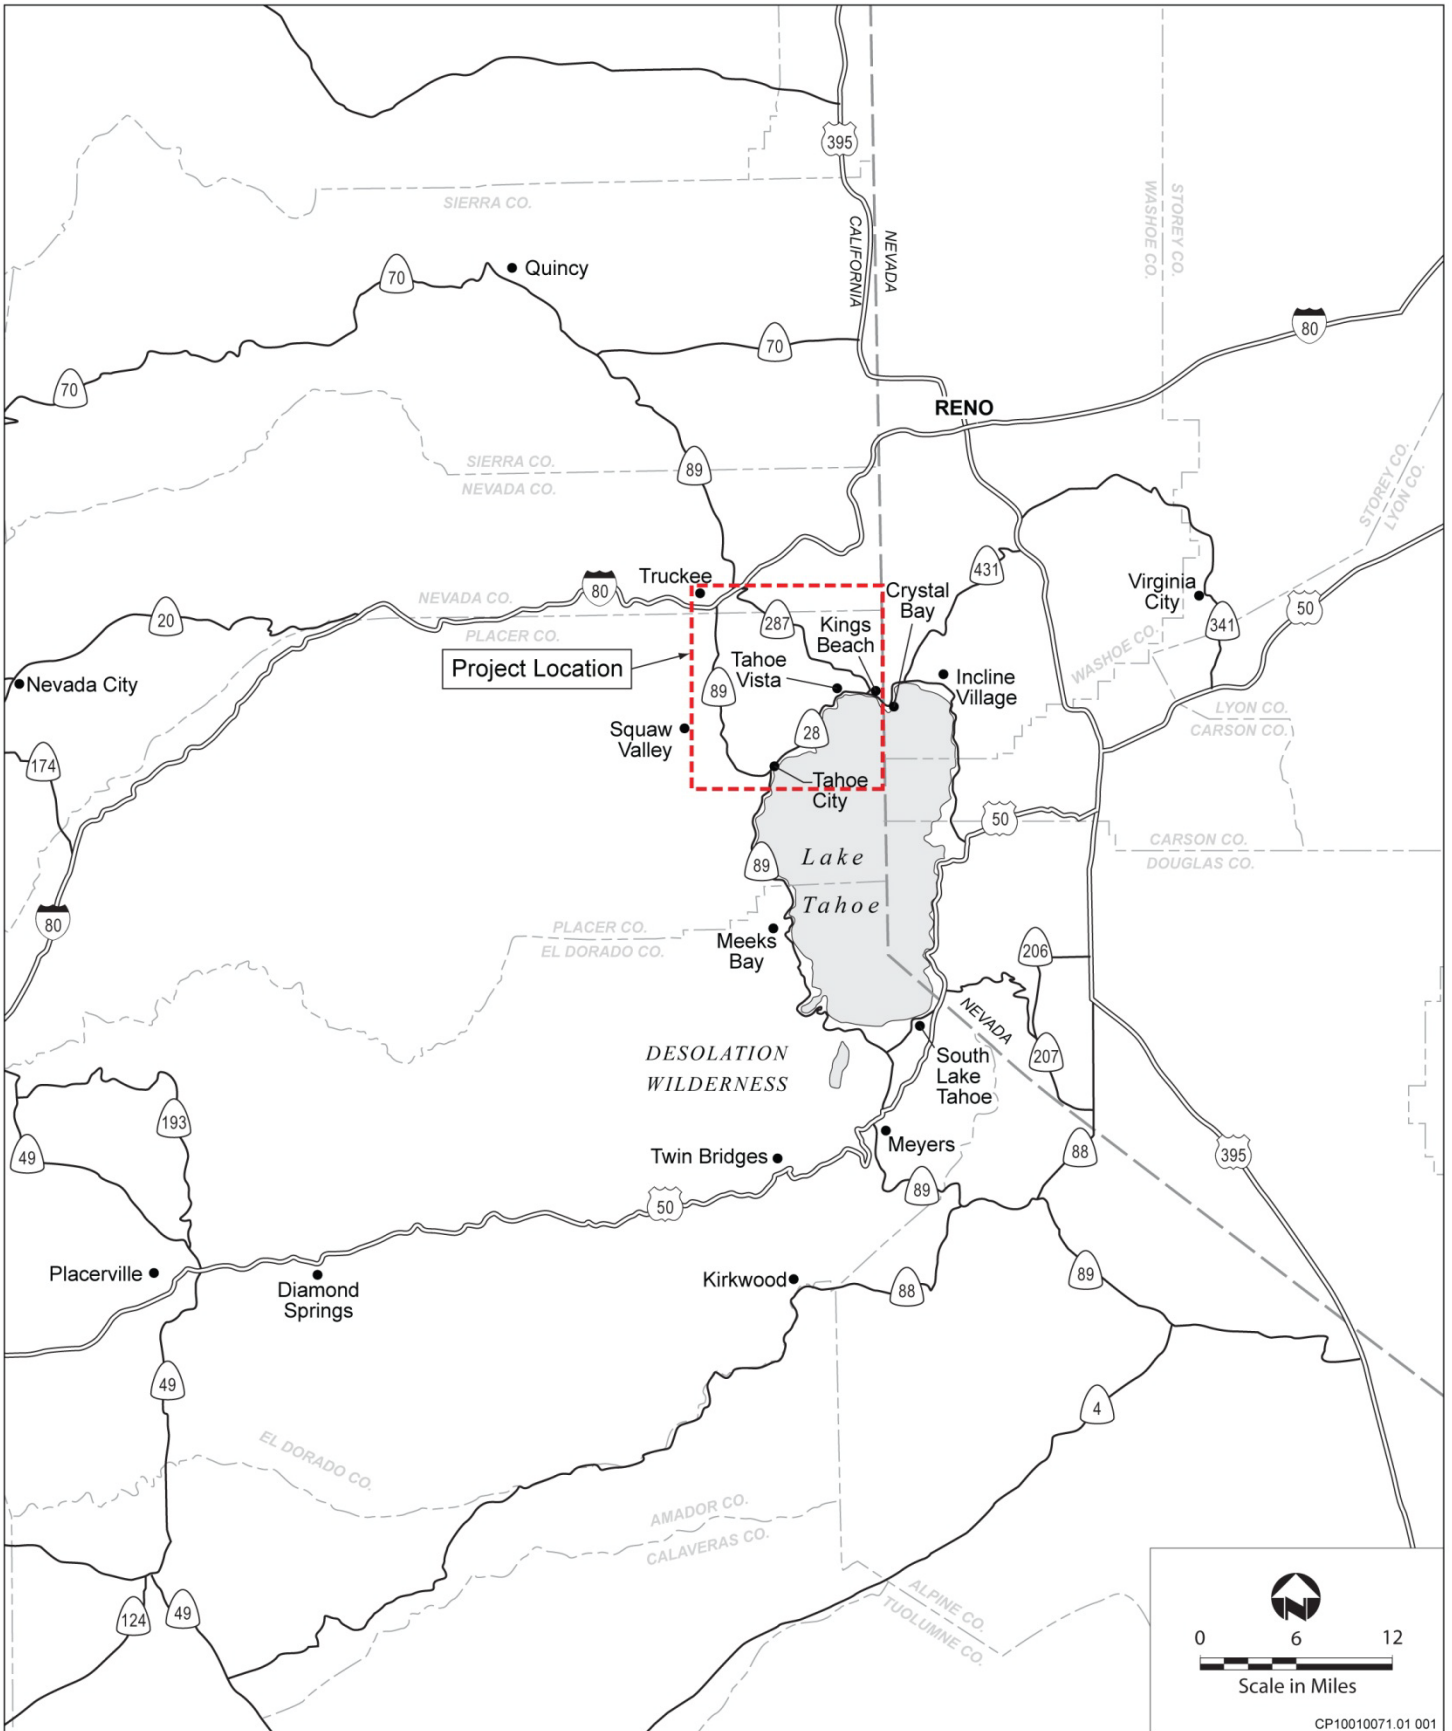 395
SIERRA CO.
STOREY CO.
WASHOE CO.
CALIFORNIA
NEVADA
70
Quincy
80
70
70
RENO
SIERRA CO.
NEVADA CO.
89
STOREY CO.
LYON CO.
431
Truckee
80
NEVADA CO.
PLACER CO.
20
287
Crystal
Bay
Kings
Beach
Virginia
City
50
341
Project Location
Tahoe
Vista
WASHOE CO.
Nevada City
89
Incline
Village
LYON CO.
CARSON CO.
Squaw
Valley
28
174
Tahoe
City
50
CARSON CO.
DOUGLAS CO.
Lake
Tahoe
89
80
PLACER CO.
EL DORADO CO.
Meeks
Bay
206
NEVADA
DESOLATION
WILDERNESS
South
Lake
Tahoe
207
193
49
Twin Bridges
Meyers
88
395
50
89
Placerville
Diamond
Springs
Kirkwood
88
89
49
4
EL DORADO CO.
AMADOR CO.
CALAVERAS CO.
ALPINE CO.
TUOLUMNE CO.
124
49
N
0 6 12
Scale in Miles
CP10010071.01 001